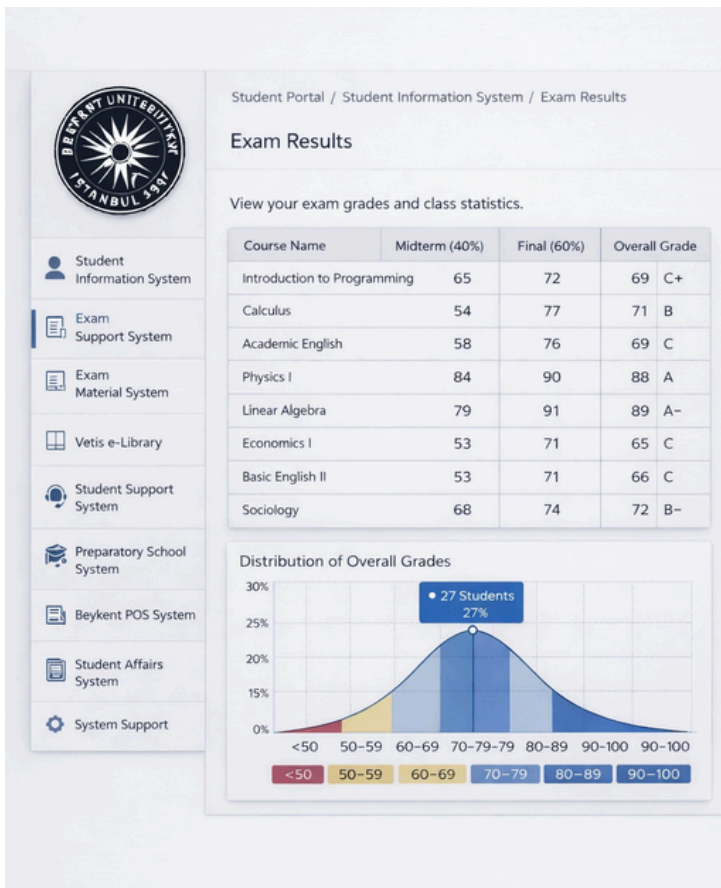 ISTANBUL
Student Portal / Student Information System / Exam Results
Exam Results
View your exam grades and class statistics.
Student
Information System
Exam
Support System
Exam
Material System
Vetis e-Library
Student Support
System
Preparatory School
System
Beykent POS System
Student Affairs
System
System Support
Course Name Midterm (40%) Final (60%) Overall Grade
Introduction to Programming 65 72 69 C+
Calculus 54 77 71 B
Academic English 58 76 69 C
Physics I 84 90 88 A
Linear Algebra 79 91 89 A–
Economics I 53 71 65 C
Basic English II 53 71 66 C
Sociology 68 74 72 B–
Distribution of Overall Grades
30%
25%
20%
15%
0%
• 27 Students
27%
<50 50–59 60–69 70–79-79 80–89 90–100 90–100
<50 50–59 60–69 70–79 80–89 90–100